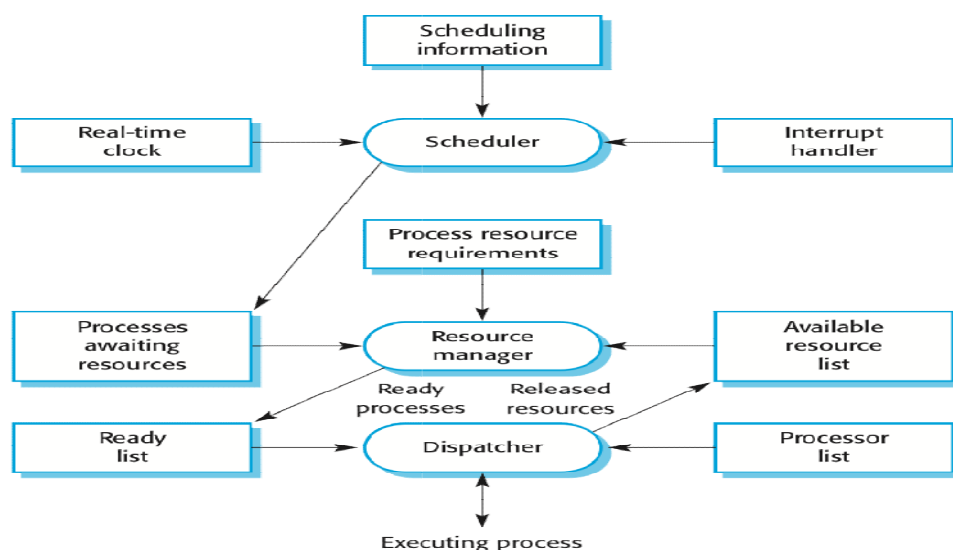 Scheduling
information
Real-time
clock
Scheduler
Interrupt
handler
Process resource
requirements
Processes
awaiting
resources
Resource
manager
Available
resource
list
Ready
processes
Released
resources
Ready
list
Dispatcher
Processor
list
Executing process